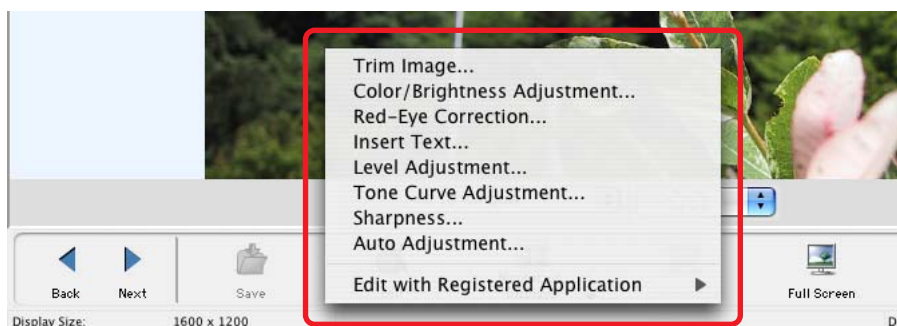 Trim Image...
Color/Brightness Adjustment...
Red-Eye Correction...
Insert Text...
Level Adjustment...
Tone Curve Adjustment...
Sharpness...
Auto Adjustment...
Edit with Registered Application
Back Next Save Full Screen
Display Size: 1600 x 1200 D